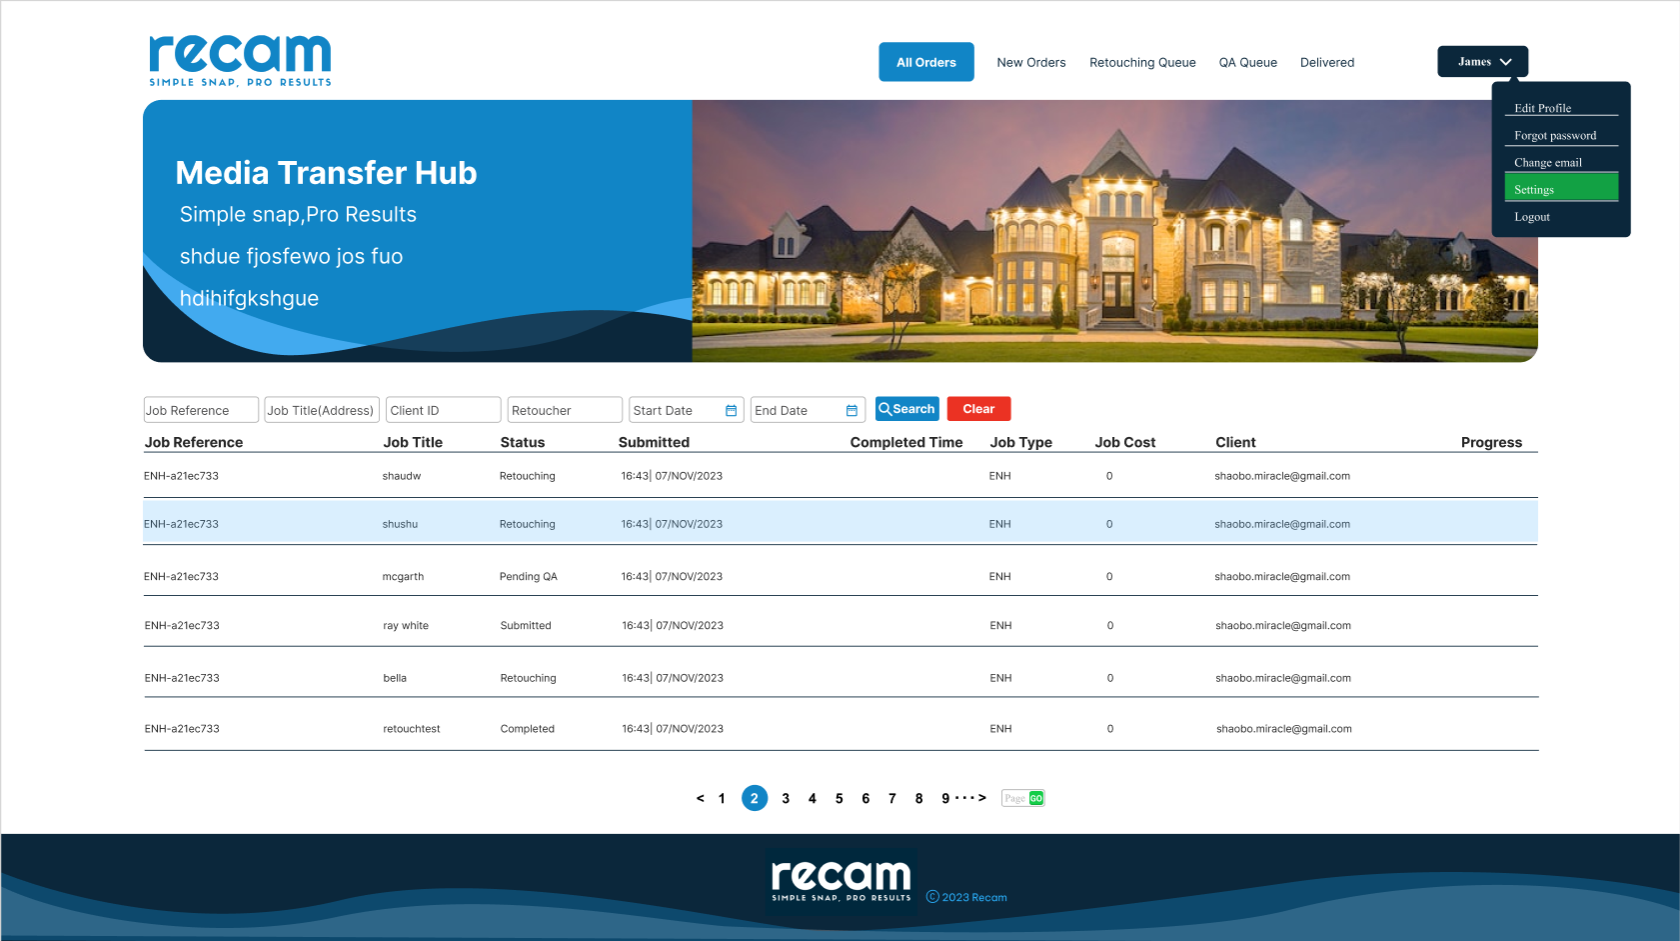 recam
SIMPLE SNAP, PRO RESULTS
All Orders New Orders Retouching Queue QA Queue Delivered
James
Edit Profile
Forgot password
Change email
Settings
Logout
Media Transfer Hub
Simple snap,Pro Results
shdue fjosfewo jos fuo
hdihifgkshgue
Job Reference Job Title(Address) Client ID Retoucher Start Date End Date Search Clear
Job Reference Job Title Status Submitted Completed Time Job Type Job Cost Client Progress
ENH-a21ec733 shaudw Retouching 16:43| 07/NOV/2023 ENH 0 shaobo.miracle@gmail.com
ENH-a21ec733 shushu Retouching 16:43| 07/NOV/2023 ENH 0 shaobo.miracle@gmail.com
ENH-a21ec733 mcgarth Pending QA 16:43| 07/NOV/2023 ENH 0 shaobo.miracle@gmail.com
ENH-a21ec733 ray white Submitted 16:43| 07/NOV/2023 ENH 0 shaobo.miracle@gmail.com
ENH-a21ec733 bella Retouching 16:43| 07/NOV/2023 ENH 0 shaobo.miracle@gmail.com
ENH-a21ec733 retouchtest Completed 16:43| 07/NOV/2023 ENH 0 shaobo.miracle@gmail.com
< 1 2 3 4 5 6 7 8 9 ··· > Page GO
recam
SIMPLE SNAP, PRO RESULTS
© 2023 Recam